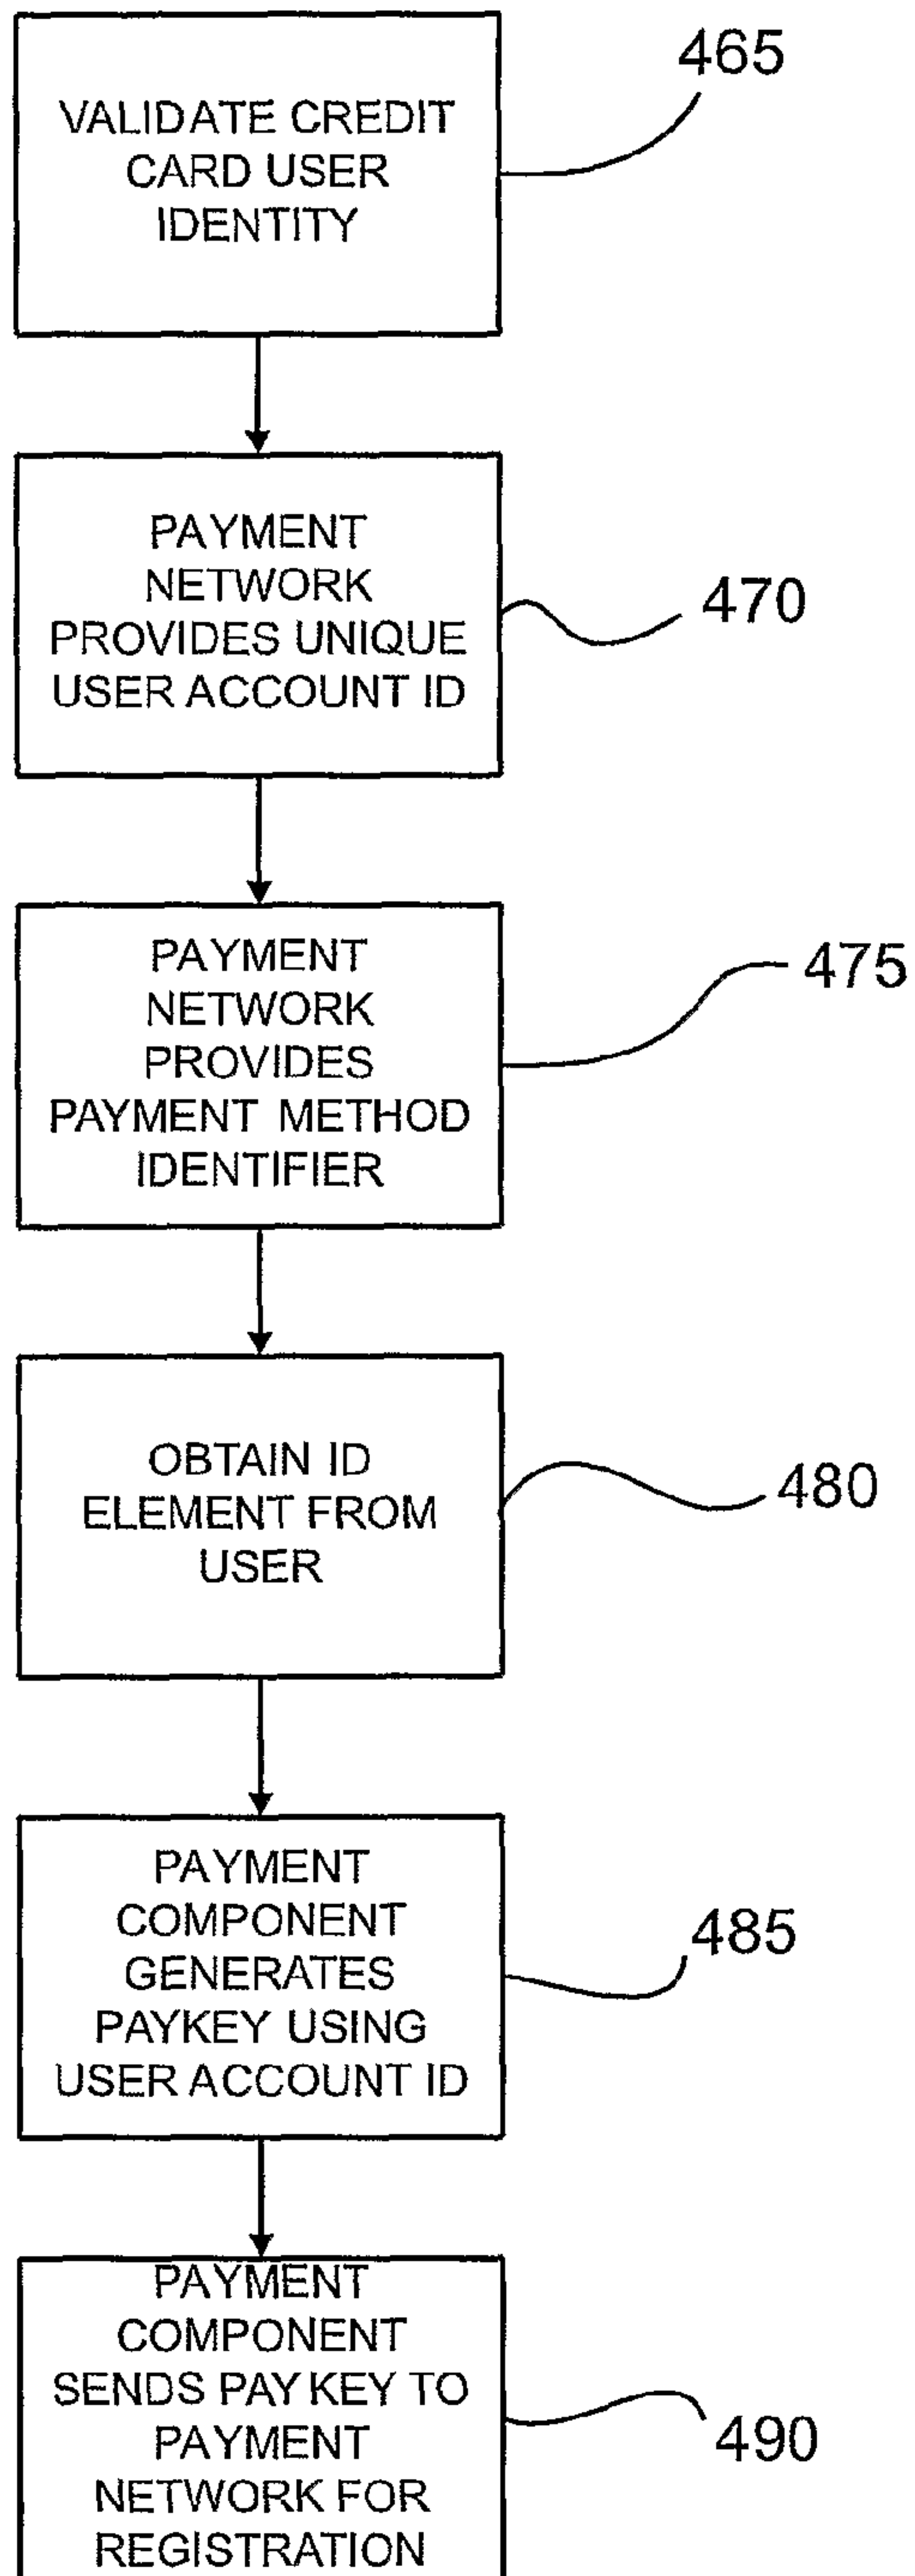 465
VALIDATE CREDIT
CARD USER
IDENTITY
PAYMENT
NETWORK
PROVIDES UNIQUE
USER ACCOUNT ID
470
PAYMENT
NETWORK
PROVIDES
PAYMENT METHOD
IDENTIFIER
475
OBTAIN ID
ELEMENT FROM
USER
480
PAYMENT
COMPONENT
GENERATES
PAYKEY USING
USER ACCOUNT ID
485
PAYMENT
COMPONENT
SENDS PAYKEY TO
PAYMENT
NETWORK FOR
REGISTRATION
490